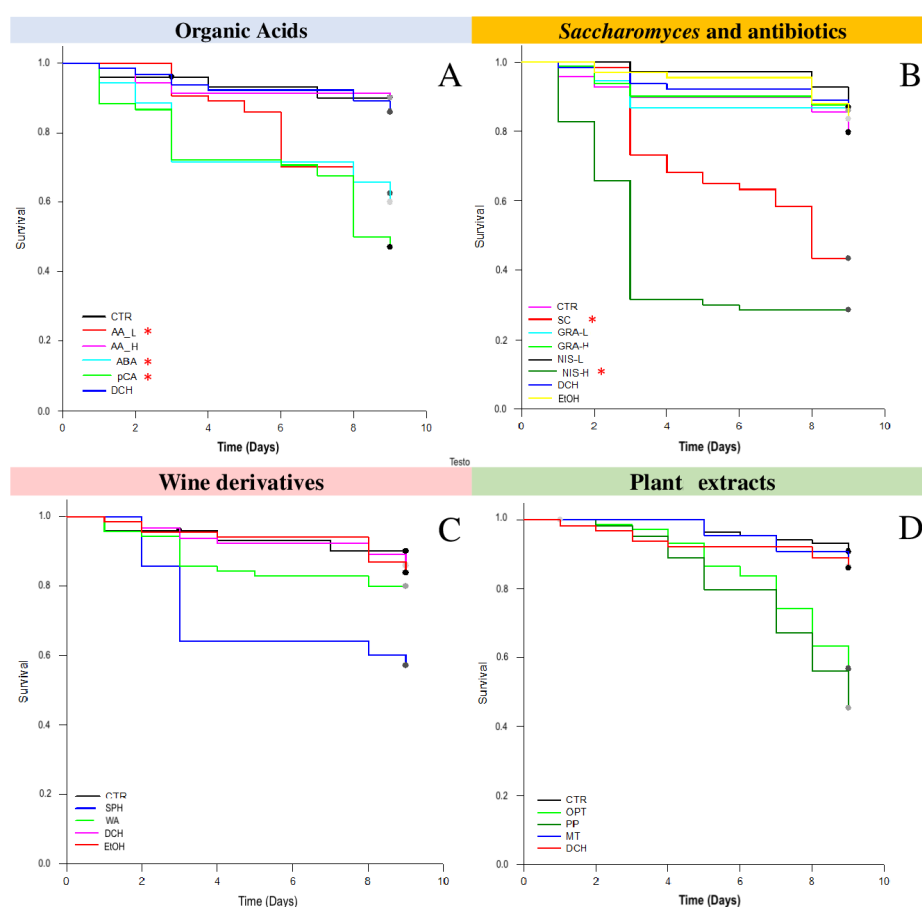 Organic Acids
A
1.0
0.8
0.6
0.4
0.2
0.0
Survival
CTR
AA_L *
AA_H
ABA *
pCA *
DCH
0 2 4 6 8 10
Time (Days)
Saccharomyces and antibiotics
B
1.0
0.8
0.6
0.4
0.2
0.0
Survival
CTR
SC *
GRA-L
GRA-H
NIS-L
NIS-H *
DCH
EtOH
0 2 4 6 8 10
Time (Days)
Testo
Wine derivatives
C
1.0
0.8
0.6
0.4
0.2
0.0
Survival
CTR
SPH
WA
DCH
EtOH
0 2 4 6 8 10
Time (Days)
Plant extracts
D
1.0
0.8
0.6
0.4
0.2
0.0
Survival
CTR
OPT
PIP
MT
DCH
0 2 4 6 8 10
Time (Days)